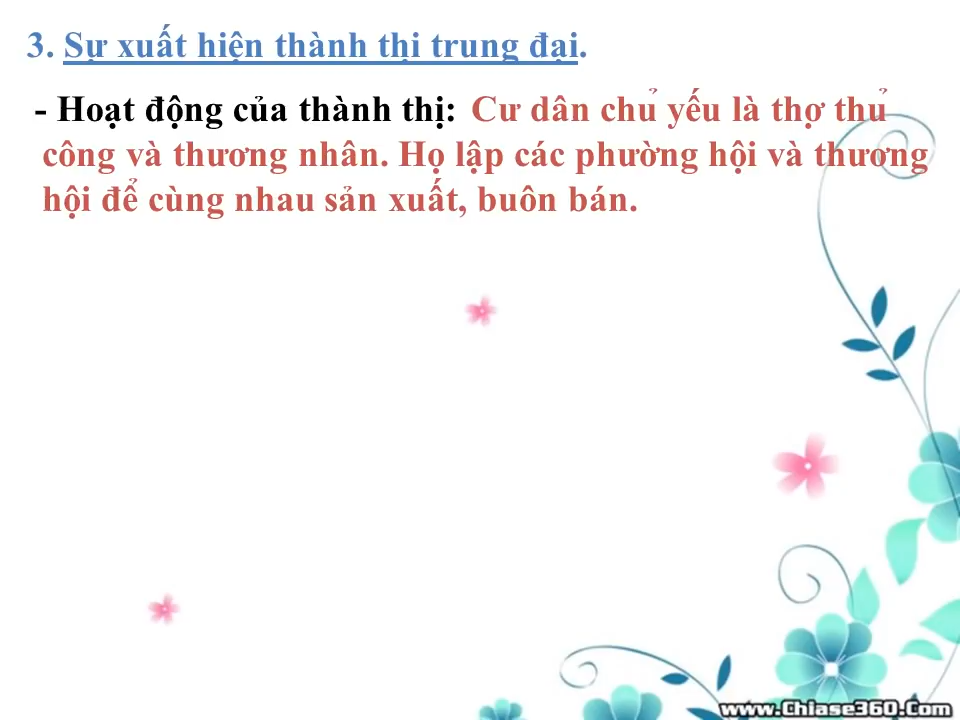 3. Sự xuất hiện thành thị trung đại.
- Hoạt động của thành thị: Cư dân chủ yếu là thợ thủ
công và thương nhân. Họ lập các phường hội và thương
hội để cùng nhau sản xuất, buôn bán.
www.Chiase360.Com